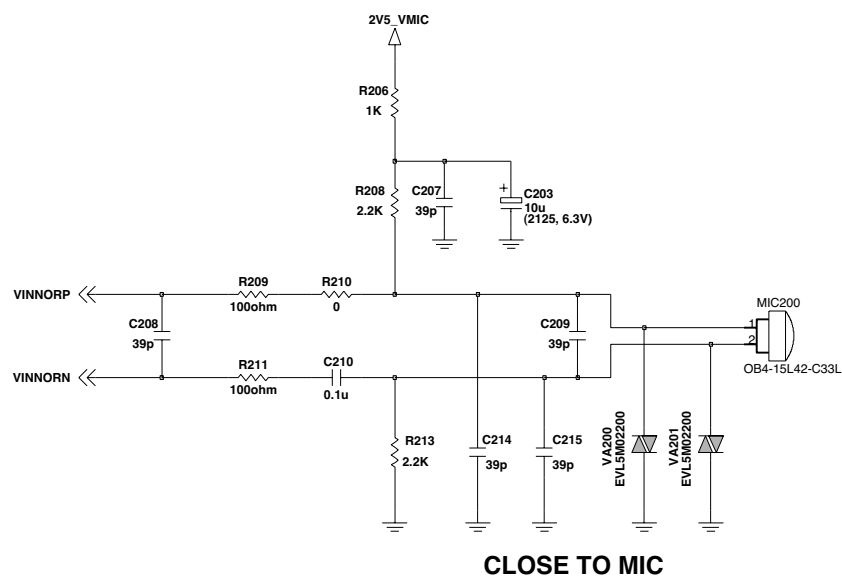 2V5_VMIC
R206
1K
R208
2.2K
C207
39p
+
C203
10u
(2125, 6.3V)
VINNORP
R209
100ohm
R210
0
C208
39p
C209
39p
MIC200
1
2
OB4-15L42-C33L
VINNORN
R211
100ohm
C210
0.1u
R213
2.2K
C214
39p
C215
39p
VA200
EVL5M02200
VA201
EVL5M02200
CLOSE TO MIC